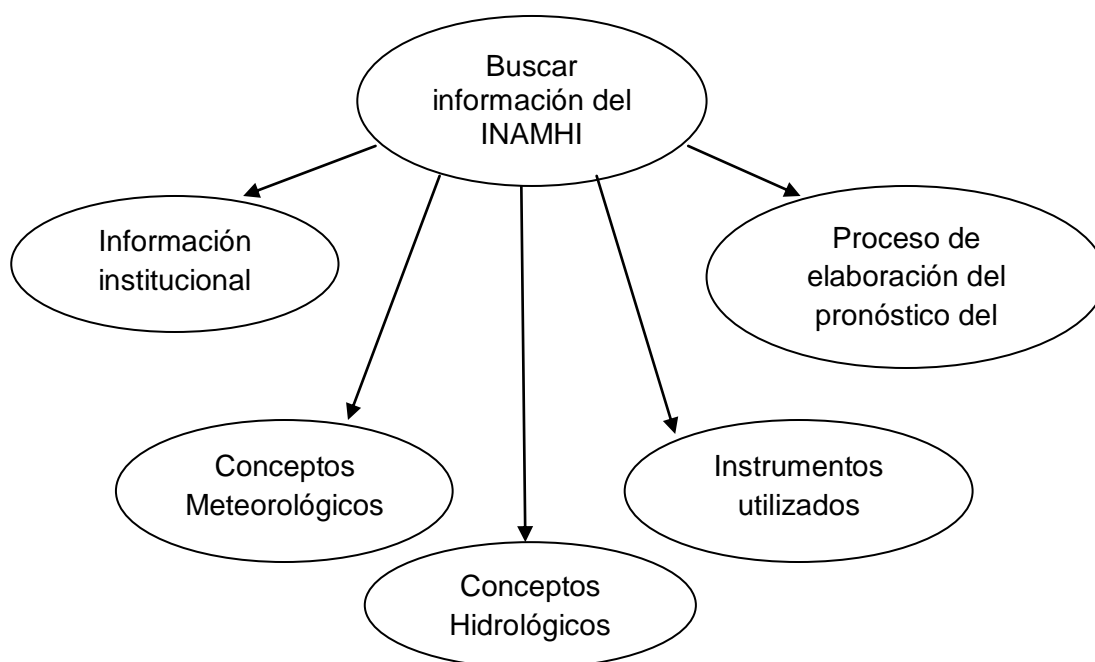 Buscar
información del
INAMHI
Información
institucional
Proceso de
elaboración del
pronóstico del
Conceptos
Meteorológicos
Instrumentos
utilizados
Conceptos
Hidrológicos